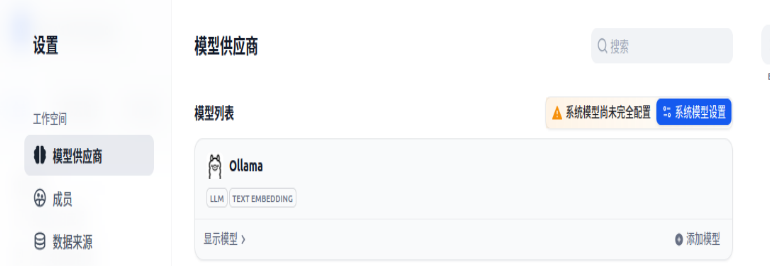 设置
工作空间
模型供应商
成员
数据来源
模型供应商
搜索
模型列表
系统模型尚未完全配置
系统模型设置
Ollama
LLM
TEXT EMBEDDING
显示模型
添加模型